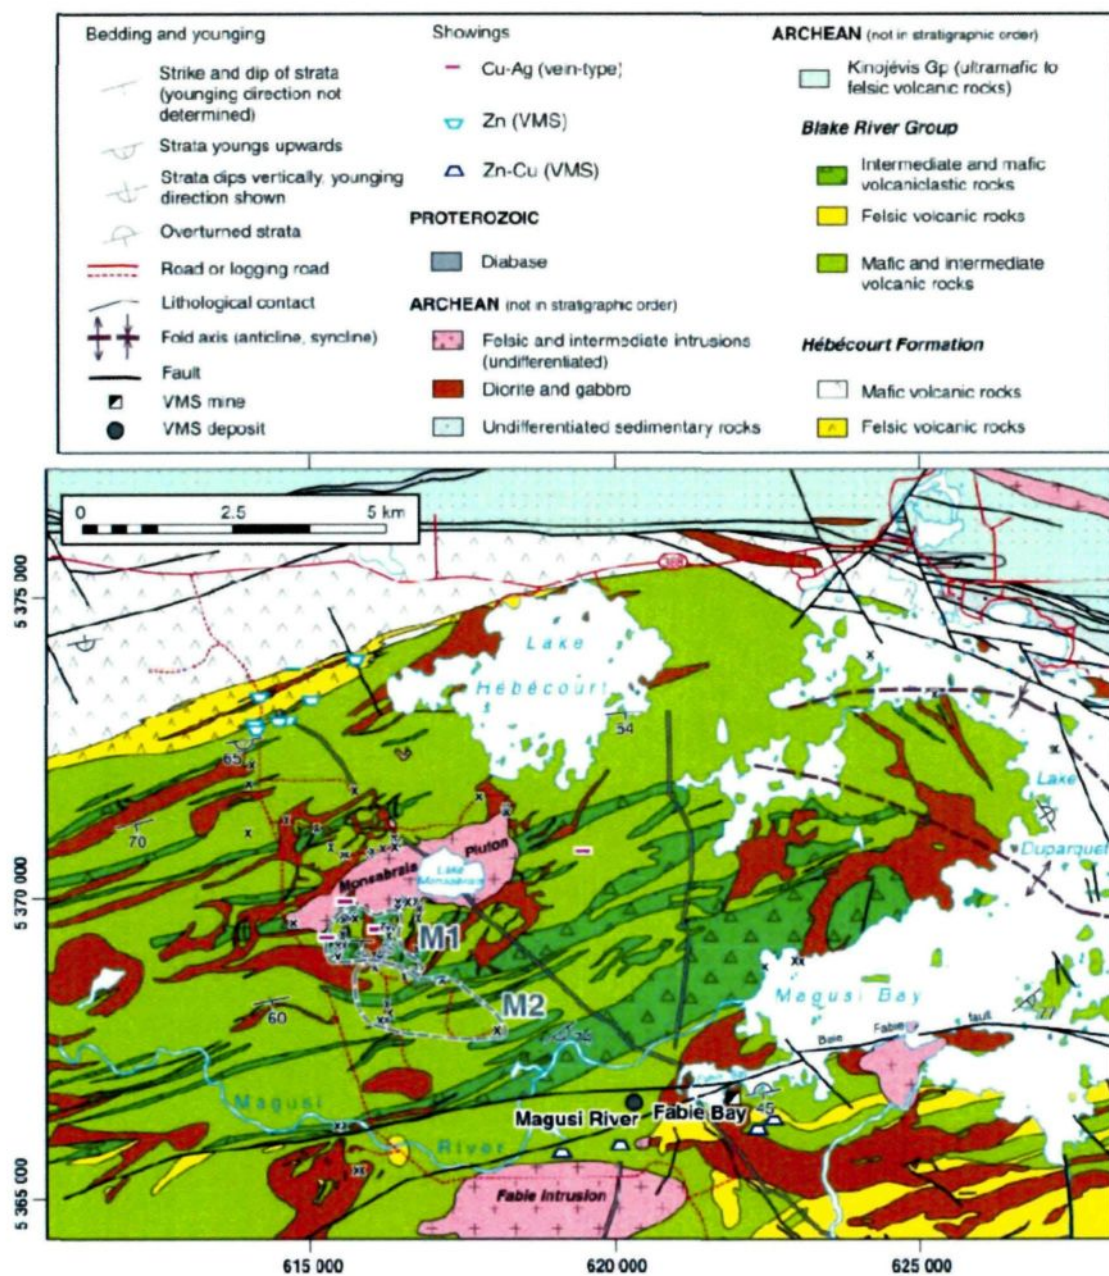 Bedding and younging
Strike and dip of strata
(younging direction not
determined)
Strata youngs upwards
Strata dips vertically, younging
direction shown
Overturned strata
Road or logging road
Lithological contact
Fold axis (anticline, syncline)
Fault
VMS mine
VMS deposit
Showings
Cu-Ag (vein-type)
Zn (VMS)
Zn-Cu (VMS)
PROTEROZOIC
Diabase
ARCHEAN (not in stratigraphic order)
Felsic and intermediate intrusions
(undifferentiated)
Diorite and gabbro
Undifferentiated sedimentary rocks
ARCHEAN (not in stratigraphic order)
Kinojévis Gp (ultramafic to
felsic volcanic rocks)
Blake River Group
Intermediate and mafic
volcaniclastic rocks
Felsic volcanic rocks
Mafic and intermediate
volcanic rocks
Hébécourt Formation
Mafic volcanic rocks
Felsic volcanic rocks
0 2.5 5 km
5 375 000
Lake
Hébécourt
54
65
70
Lake
Duparquet
Monsabrais Pluton
Lake
Monsabrais
5 370 000
M1
M2
60
Magusi Bay
Baie Fabie fault
Magusi
River
Magusi River
Fabie Bay
45
5 365 000
Fabie Intrusion
615 000
620 000
625 000